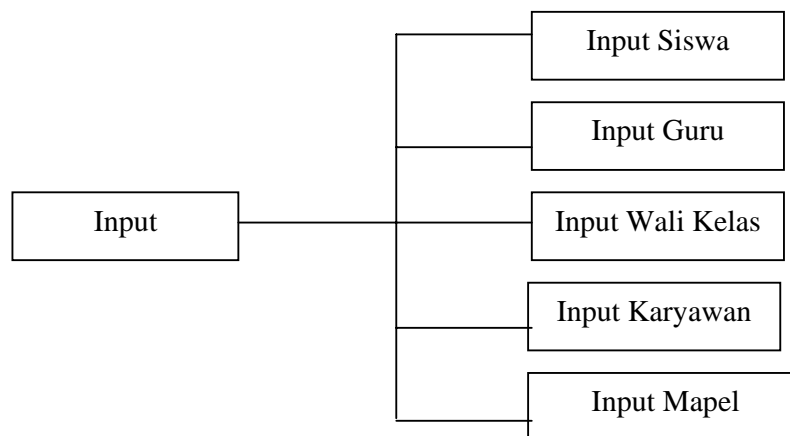 Input
Input Siswa
Input Guru
Input Wali Kelas
Input Karyawan
Input Mapel